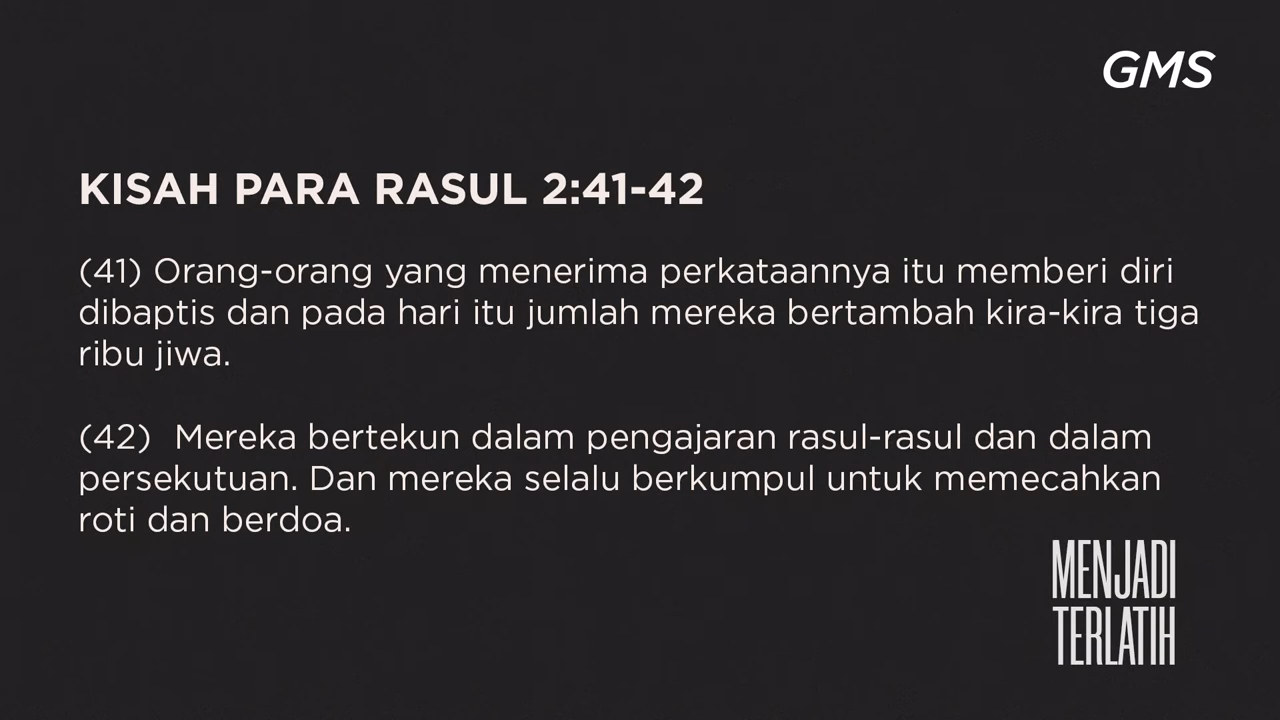 GMS
KISAH PARA RASUL 2:41-42
(41) Orang-orang yang menerima perkataannya itu memberi diri
dibaptis dan pada hari itu jumlah mereka bertambah kira-kira tiga
ribu jiwa.
(42)  Mereka bertekun dalam pengajaran rasul-rasul dan dalam
persekutuan. Dan mereka selalu berkumpul untuk memecahkan
roti dan berdoa.
MENJADI
TERLATIH